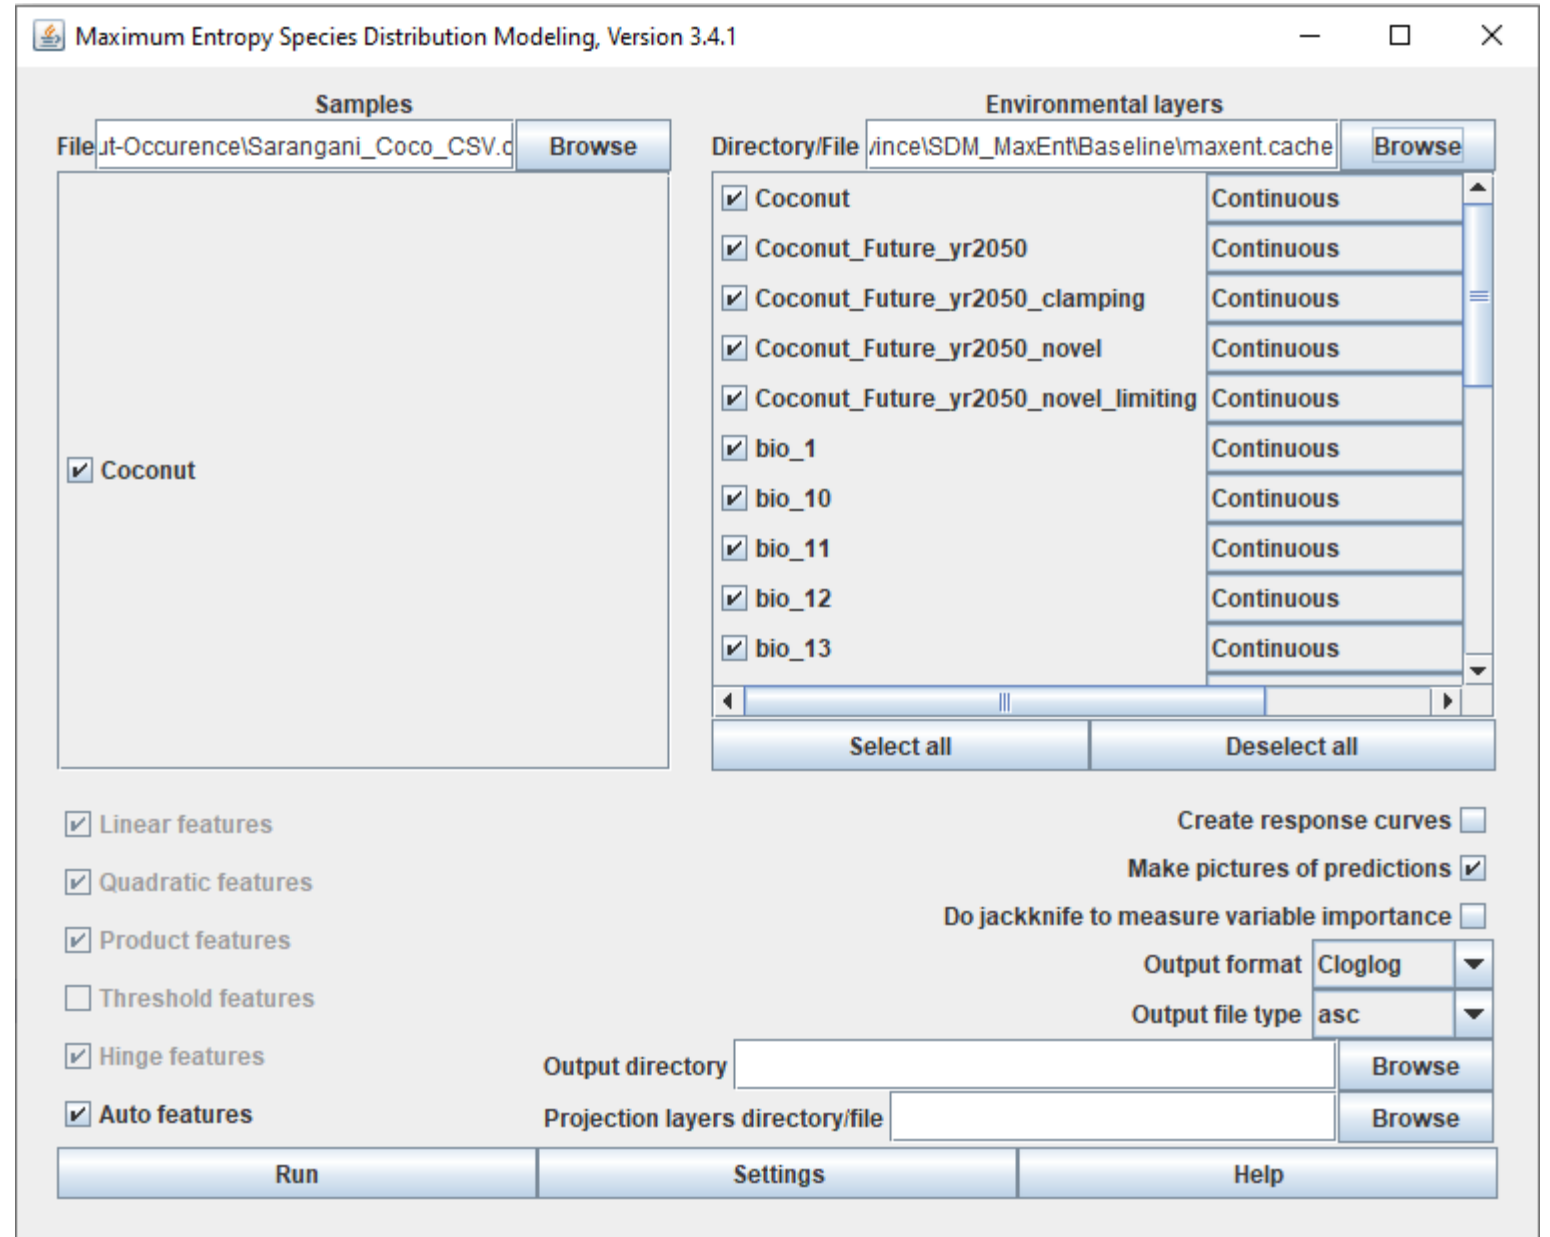 Maximum Entropy Species Distribution Modeling, Version 3.4.1
Samples
File ut-Occurence\Sarangani_Coco_CSV.c Browse
Coconut
Environmental layers
Directory/File vince\SDM_MaxEnt\Baseline\maxent.cache Browse
Coconut Continuous
Coconut_Future_yr2050 Continuous
Coconut_Future_yr2050_clamping Continuous
Coconut_Future_yr2050_novel Continuous
Coconut_Future_yr2050_novel_limiting Continuous
bio_1 Continuous
bio_10 Continuous
bio_11 Continuous
bio_12 Continuous
bio_13 Continuous
Select all Deselect all
Linear features
Quadratic features
Product features
Threshold features
Hinge features
Auto features
Create response curves
Make pictures of predictions
Do jackknife to measure variable importance
Output format Cloglog
Output file type asc
Output directory Browse
Projection layers directory/file Browse
Run Settings Help